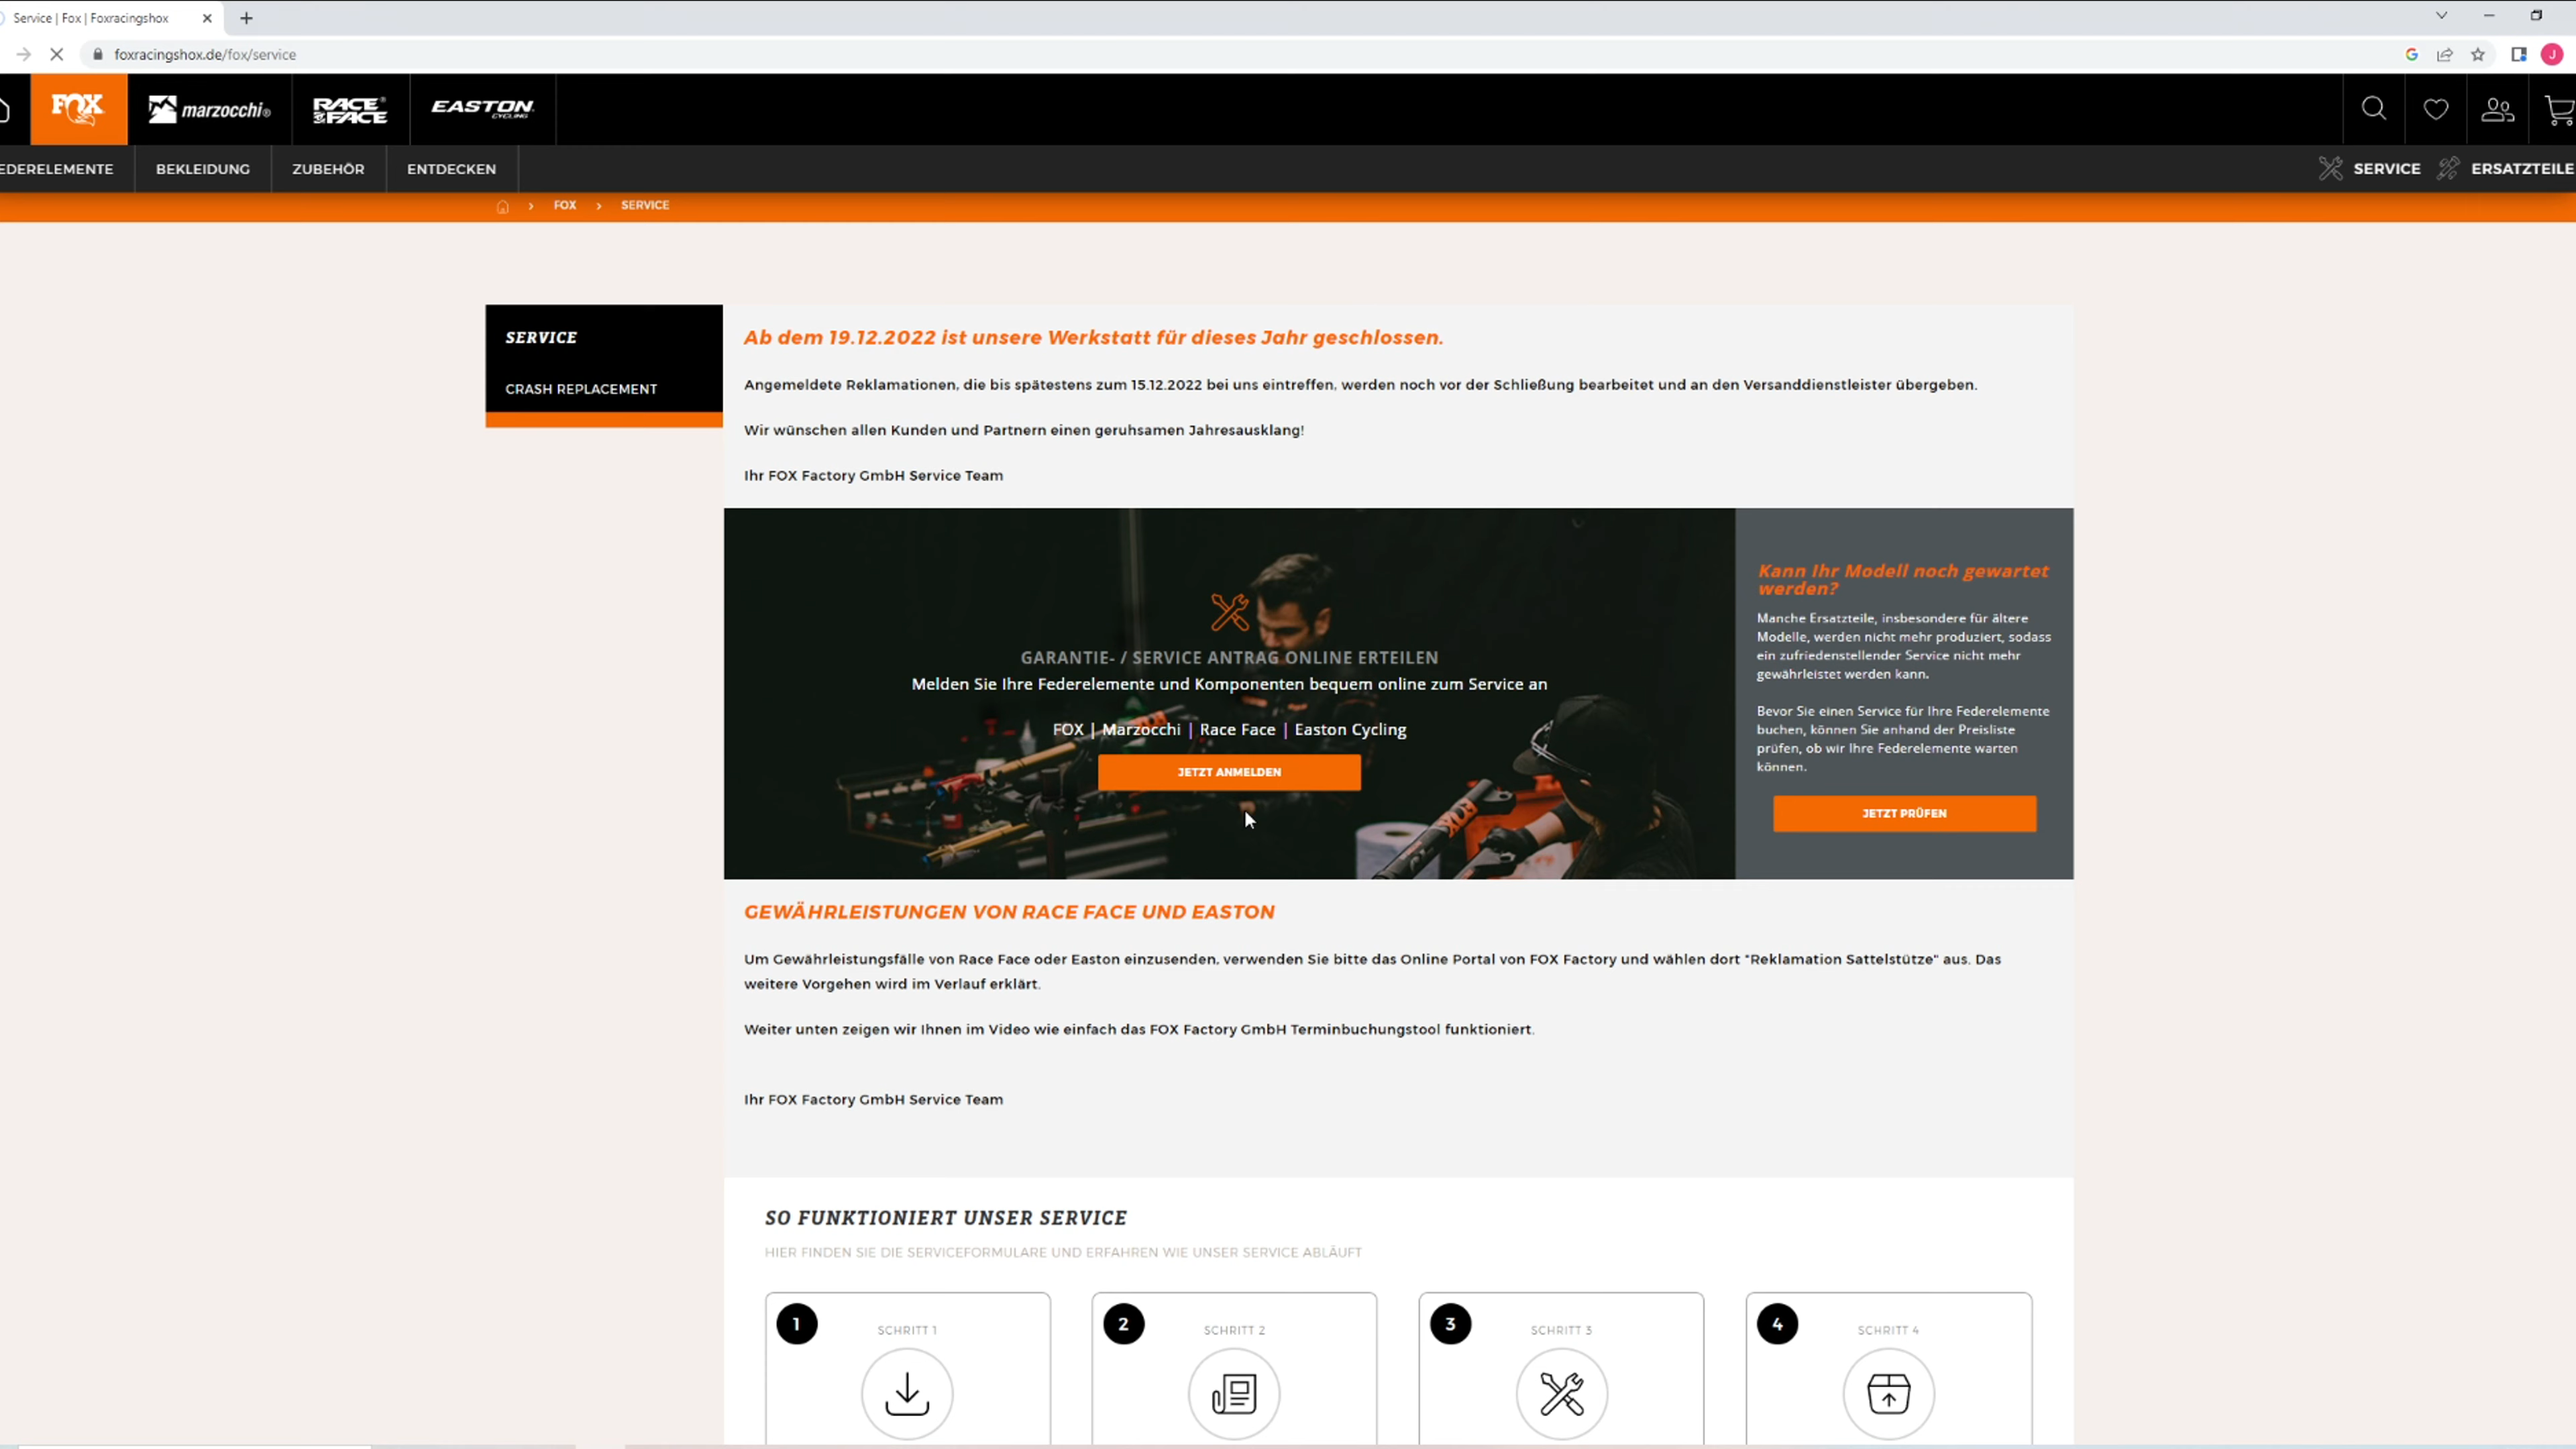 Service | Fox | Foxracingshox
foxracingshox.de/fox/service
J
FOX
marzocchi®
RACE FACE
EASTON CYCLING
EDERELEMENTE
BEKLEIDUNG
ZUBEHÖR
ENTDECKEN
SERVICE
ERSATZTEILE
FOX > SERVICE
SERVICE
CRASH REPLACEMENT
Ab dem 19.12.2022 ist unsere Werkstatt für dieses Jahr geschlossen.
Angemeldete Reklamationen, die bis spätestens zum 15.12.2022 bei uns eintreffen, werden noch vor der Schließung bearbeitet und an den Versanddienstleister übergeben.
Wir wünschen allen Kunden und Partnern einen geruhsamen Jahresausklang!
Ihr FOX Factory GmbH Service Team
GARANTIE- / SERVICE ANTRAG ONLINE ERTEILEN
Melden Sie Ihre Federelemente und Komponenten bequem online zum Service an
FOX | Marzocchi | Race Face | Easton Cycling
JETZT ANMELDEN
Kann Ihr Modell noch gewartet
werden?
Manche Ersatzteile, insbesondere für ältere
Modelle, werden nicht mehr produziert, sodass
ein zufriedenstellender Service nicht mehr
gewährleistet werden kann.
Bevor Sie einen Service für Ihre Federelemente
buchen, können Sie anhand der Preisliste
prüfen, ob wir Ihre Federelemente warten
können.
JETZT PRÜFEN
GEWÄHRLEISTUNGEN VON RACE FACE UND EASTON
Um Gewährleistungsfälle von Race Face oder Easton einzusenden, verwenden Sie bitte das Online Portal von FOX Factory und wählen dort "Reklamation Sattelstütze" aus. Das
weitere Vorgehen wird im Verlauf erklärt.
Weiter unten zeigen wir Ihnen im Video wie einfach das FOX Factory GmbH Terminbuchungstool funktioniert.
Ihr FOX Factory GmbH Service Team
SO FUNKTIONIERT UNSER SERVICE
HIER FINDEN SIE DIE SERVICEFORMULARE UND ERFAHREN WIE UNSER SERVICE ABLÄUFT
1
SCHRITT 1
2
SCHRITT 2
3
SCHRITT 3
4
SCHRITT 4